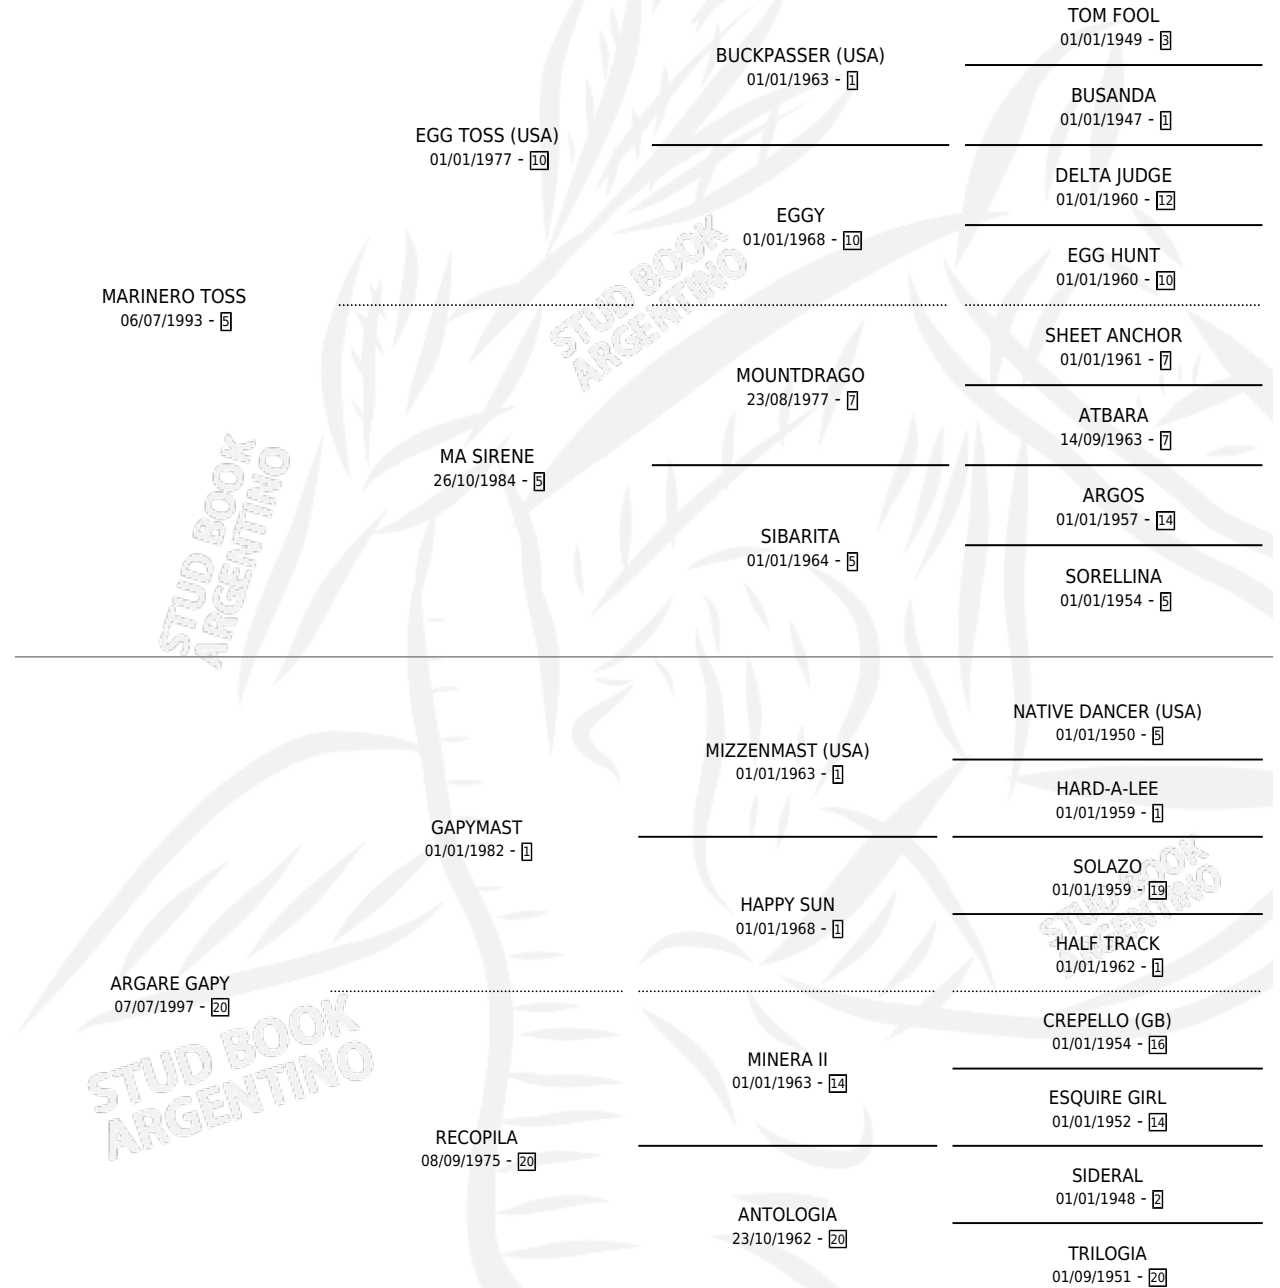 TOM FOOL
01/01/1949 - 3
BUCKPASSER (USA)
01/01/1963 - 1
BUSANDA
01/01/1947 - 1
EGG TOSS (USA)
01/01/1977 - 10
DELTA JUDGE
01/01/1960 - 12
EGGY
01/01/1968 - 10
EGG HUNT
01/01/1960 - 10
MARINERO TOSS
06/07/1993 - 5
SHEET ANCHOR
01/01/1961 - 7
MOUNTDRAGO
23/08/1977 - 7
ATBARA
14/09/1963 - 7
MA SIRENE
26/10/1984 - 5
ARGOS
01/01/1957 - 14
SIBARITA
01/01/1964 - 5
SORELLINA
01/01/1954 - 5
STUD BOOK
ARGENTINO
STUD BOOK
ARGENTINO
NATIVE DANCER (USA)
01/01/1950 - 5
MIZZENMAST (USA)
01/01/1963 - 1
HARD-A-LEE
01/01/1959 - 1
GAPYMAST
01/01/1982 - 1
SOLAZO
01/01/1959 - 19
HAPPY SUN
01/01/1968 - 1
HALF TRACK
01/01/1962 - 1
STUD BOOK
ARGENTINO
ARGARE GAPY
07/07/1997 - 20
CREPELLO (GB)
01/01/1954 - 16
MINERA II
01/01/1963 - 14
ESQUIRE GIRL
01/01/1952 - 14
STUD BOOK
ARGENTINO
RECOPILA
08/09/1975 - 20
SIDERAL
01/01/1948 - 2
ANTOLOGIA
23/10/1962 - 20
TRILOGIA
01/09/1951 - 20